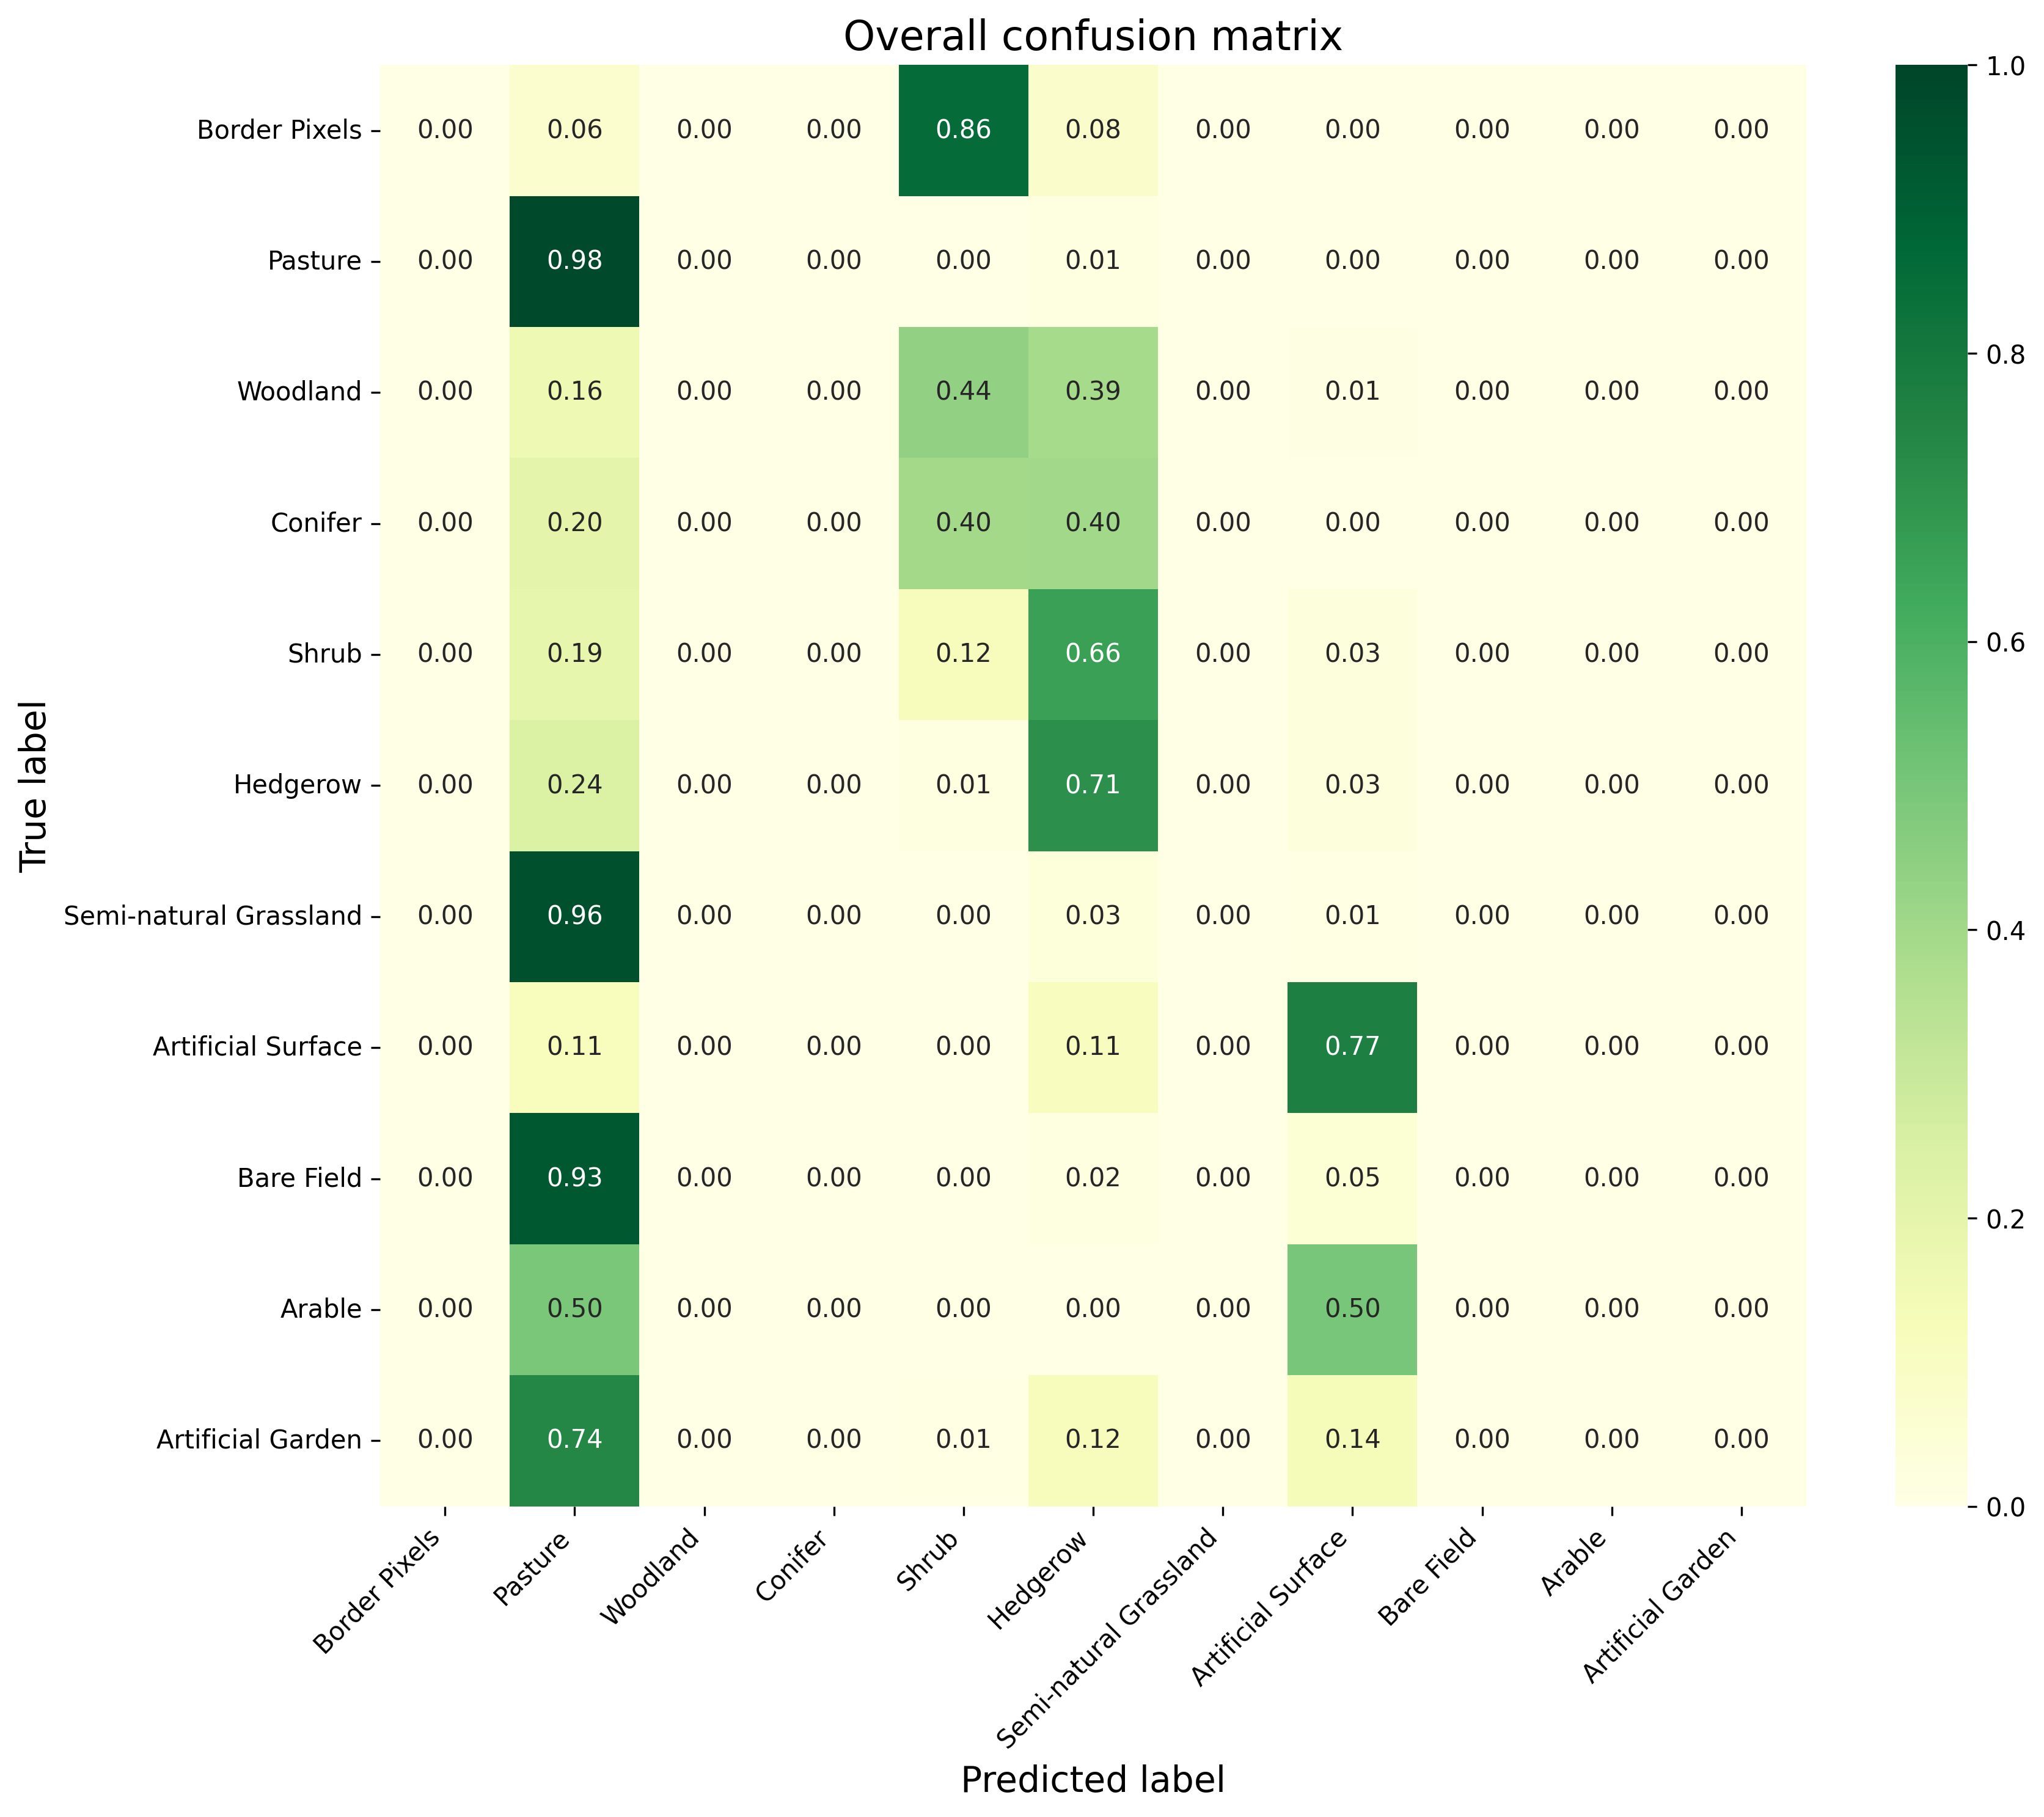 Overall confusion matrix
True label
Border Pixels 0.00 0.06 0.00 0.00 0.86 0.08 0.00 0.00 0.00 0.00 0.00
Pasture 0.00 0.98 0.00 0.00 0.00 0.01 0.00 0.00 0.00 0.00 0.00
Woodland 0.00 0.16 0.00 0.00 0.44 0.39 0.00 0.01 0.00 0.00 0.00
Conifer 0.00 0.20 0.00 0.00 0.40 0.40 0.00 0.00 0.00 0.00 0.00
Shrub 0.00 0.19 0.00 0.00 0.12 0.66 0.00 0.03 0.00 0.00 0.00
Hedgerow 0.00 0.24 0.00 0.00 0.01 0.71 0.00 0.03 0.00 0.00 0.00
Semi-natural Grassland 0.00 0.96 0.00 0.00 0.00 0.03 0.00 0.01 0.00 0.00 0.00
Artificial Surface 0.00 0.11 0.00 0.00 0.00 0.11 0.00 0.77 0.00 0.00 0.00
Bare Field 0.00 0.93 0.00 0.00 0.00 0.02 0.00 0.05 0.00 0.00 0.00
Arable 0.00 0.50 0.00 0.00 0.00 0.00 0.00 0.50 0.00 0.00 0.00
Artificial Garden 0.00 0.74 0.00 0.00 0.01 0.12 0.00 0.14 0.00 0.00 0.00
Border Pixels
Pasture
Woodland
Conifer
Shrub
Hedgerow
Semi-natural Grassland
Artificial Surface
Bare Field
Arable
Artificial Garden
Predicted label
1.0
0.8
0.6
0.4
0.2
0.0